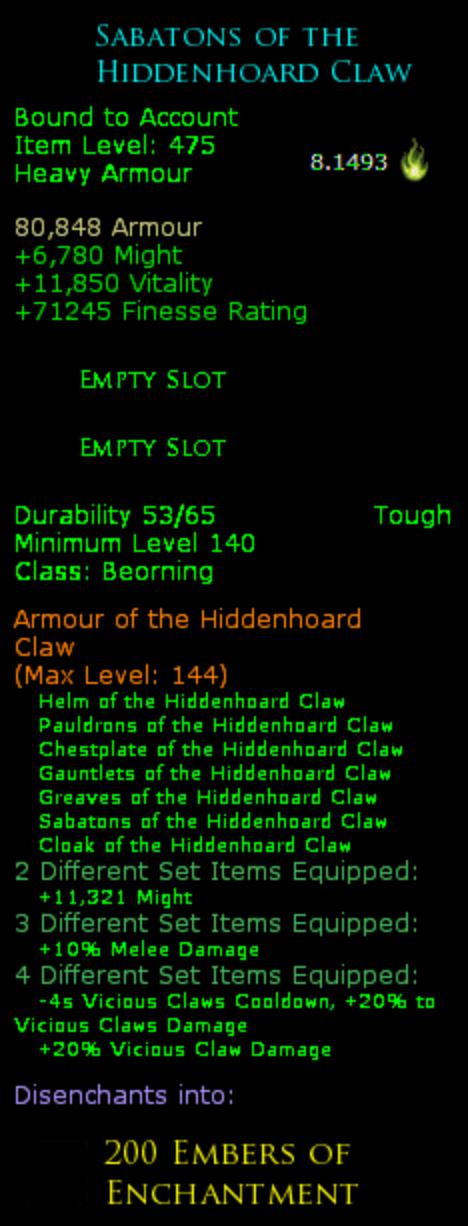 Sabatons of the
Hiddenhoard Claw
Bound to Account
Item Level: 475
8.1493
Heavy Armour
80,848 Armour
+6,780 Might
+11,850 Vitality
+71245 Finesse Rating
Empty Slot
Empty Slot
Durability 53/65 Tough
Minimum Level 140
Class: Beorning
Armour of the Hiddenhoard
Claw
(Max Level: 144)
Helm of the Hiddenhoard Claw
Pauldrons of the Hiddenhoard Claw
Chestplate of the Hiddenhoard Claw
Gauntlets of the Hiddenhoard Claw
Greaves of the Hiddenhoard Claw
Sabatons of the Hiddenhoard Claw
Cloak of the Hiddenhoard Claw
2 Different Set Items Equipped:
+11,321 Might
3 Different Set Items Equipped:
+10% Melee Damage
4 Different Set Items Equipped:
-4s Vicious Claws Cooldown, +20% to
Vicious Claws Damage
+20% Vicious Claw Damage
Disenchants into:
200 Embers of
Enchantment